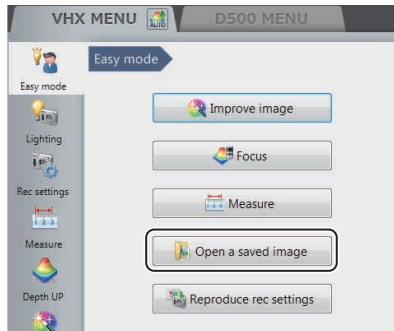 VHX MENU AUTO D500 MENU
Easy mode
Easy mode
Improve image
Lighting
Focus
Rec settings
Measure
Measure
Open a saved image
Depth UP
Reproduce rec settings